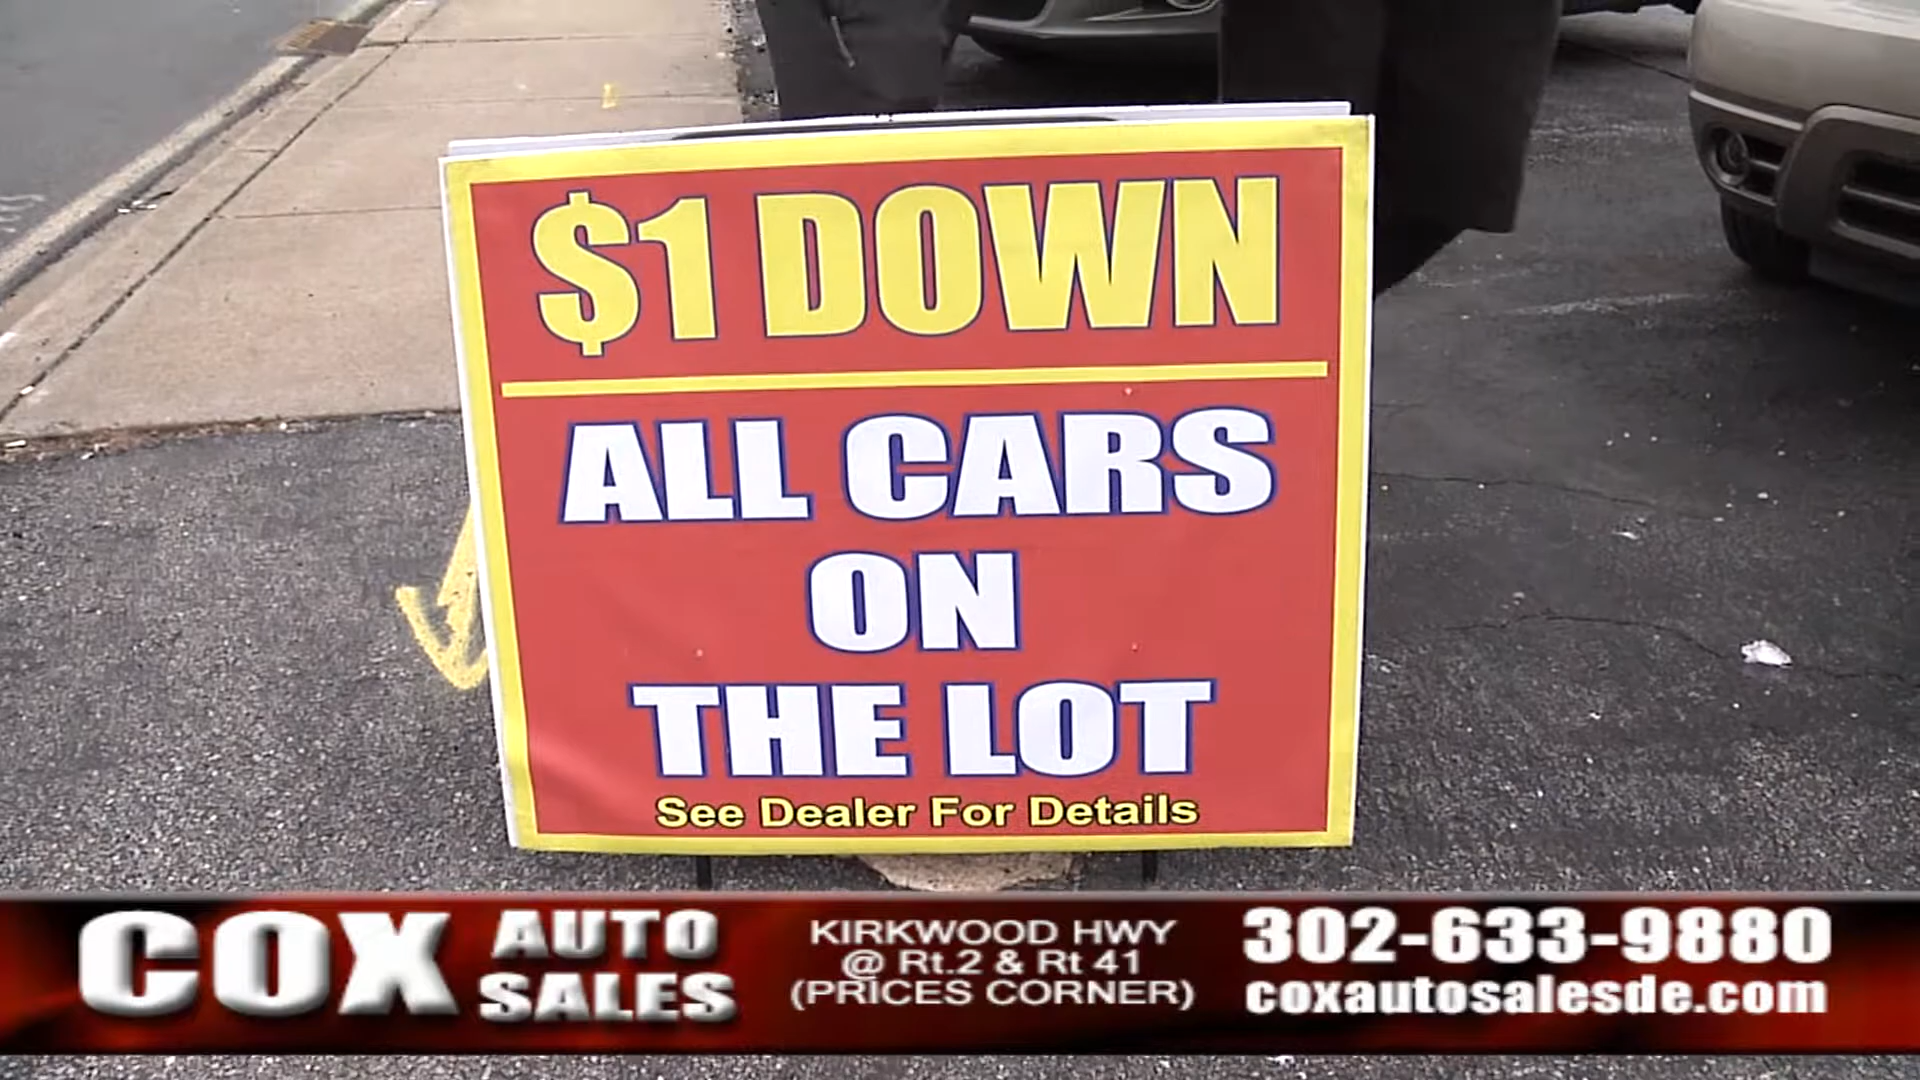 $1 DOWN
ALL CARS
ON
THE LOT
See Dealer For Details
COX AUTO SALES
KIRKWOOD HWY
@ Rt.2 & Rt 41
(PRICES CORNER)
302-633-9880
coxautosalesde.com